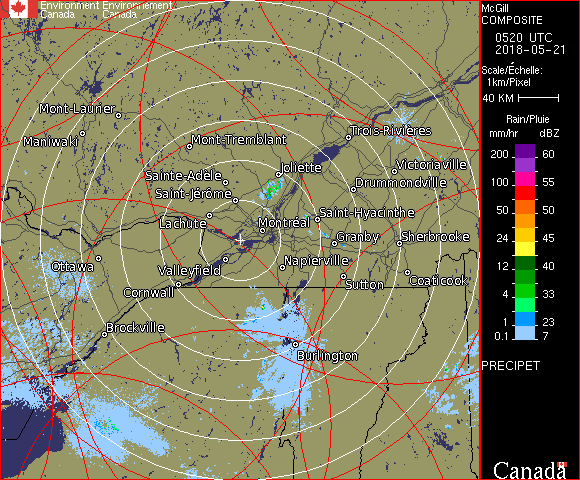 Environment Environnement
Canada Canada
McGill
COMPOSITE
0520 UTC
2018-05-21
Scale/Échelle:
1km/Pixel
40 KM
Rain/Pluie
mm/hr dBZ
200 60
100 55
50 50
24 45
12 40
4 33
1 23
0.1 7
PRECIPET
Canada
Mont-Laurier
Maniwaki
Mont-Tremblant
Trois-Rivières
Sainte-Adèle
Joliette
Victoriaville
Saint-Jérôme
Drummondville
Lachute
Montréal
Saint-Hyacinthe
Granby
Sherbrooke
Ottawa
Valleyfield
Napierville
Cornwall
Sutton
Coaticook
Brockville
Burlington